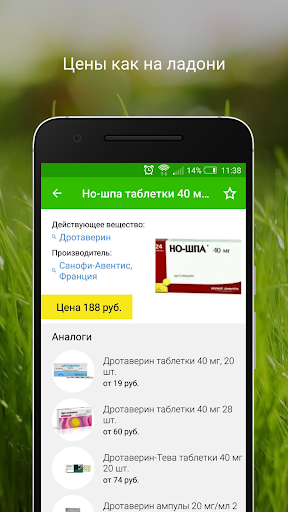 Цены как на ладони
14% 11:38
Но-шпа таблетки 40 м...
Действующее вещество:
Дротаверин
Производитель:
Санофи-Авентис,
Франция
24
НО-ШПА®
40 мг
дротаверин
Цена 188 руб.
Аналоги
Дротаверин таблетки 40 мг, 20
шт.
от 19 руб.
Дротаверин таблетки 40 мг 28
шт.
от 60 руб.
Дротаверин-Тева таблетки 40 мг
20 шт.
от 74 руб.
Дротаверин ампулы 20 мг/мл 2